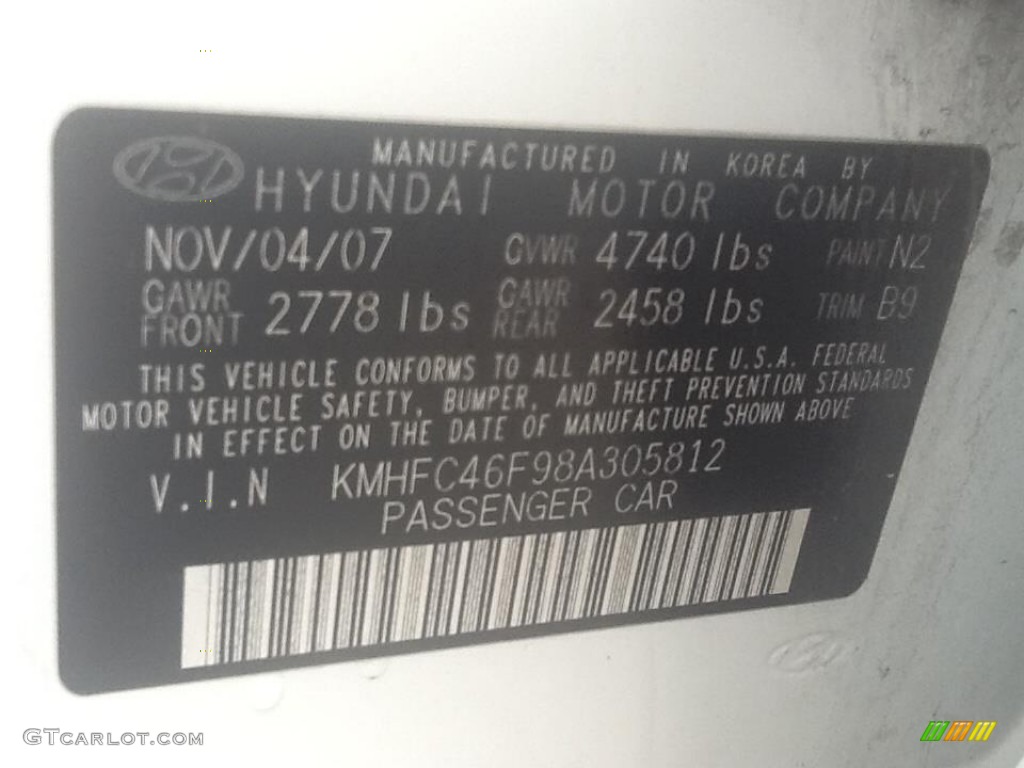 MANUFACTURED IN KOREA BY
HYUNDAI MOTOR COMPANY
NOV/04/07 GVWR 4740 lbs PAINT N2
GAWR FRONT 2778 lbs GAWR REAR 2458 lbs TRIM B9
THIS VEHICLE CONFORMS TO ALL APPLICABLE U.S.A. FEDERAL
MOTOR VEHICLE SAFETY, BUMPER, AND THEFT PREVENTION STANDARDS
IN EFFECT ON THE DATE OF MANUFACTURE SHOWN ABOVE
V.I.N KMHFC46F98A305812
PASSENGER CAR
GTCARLOT.COM